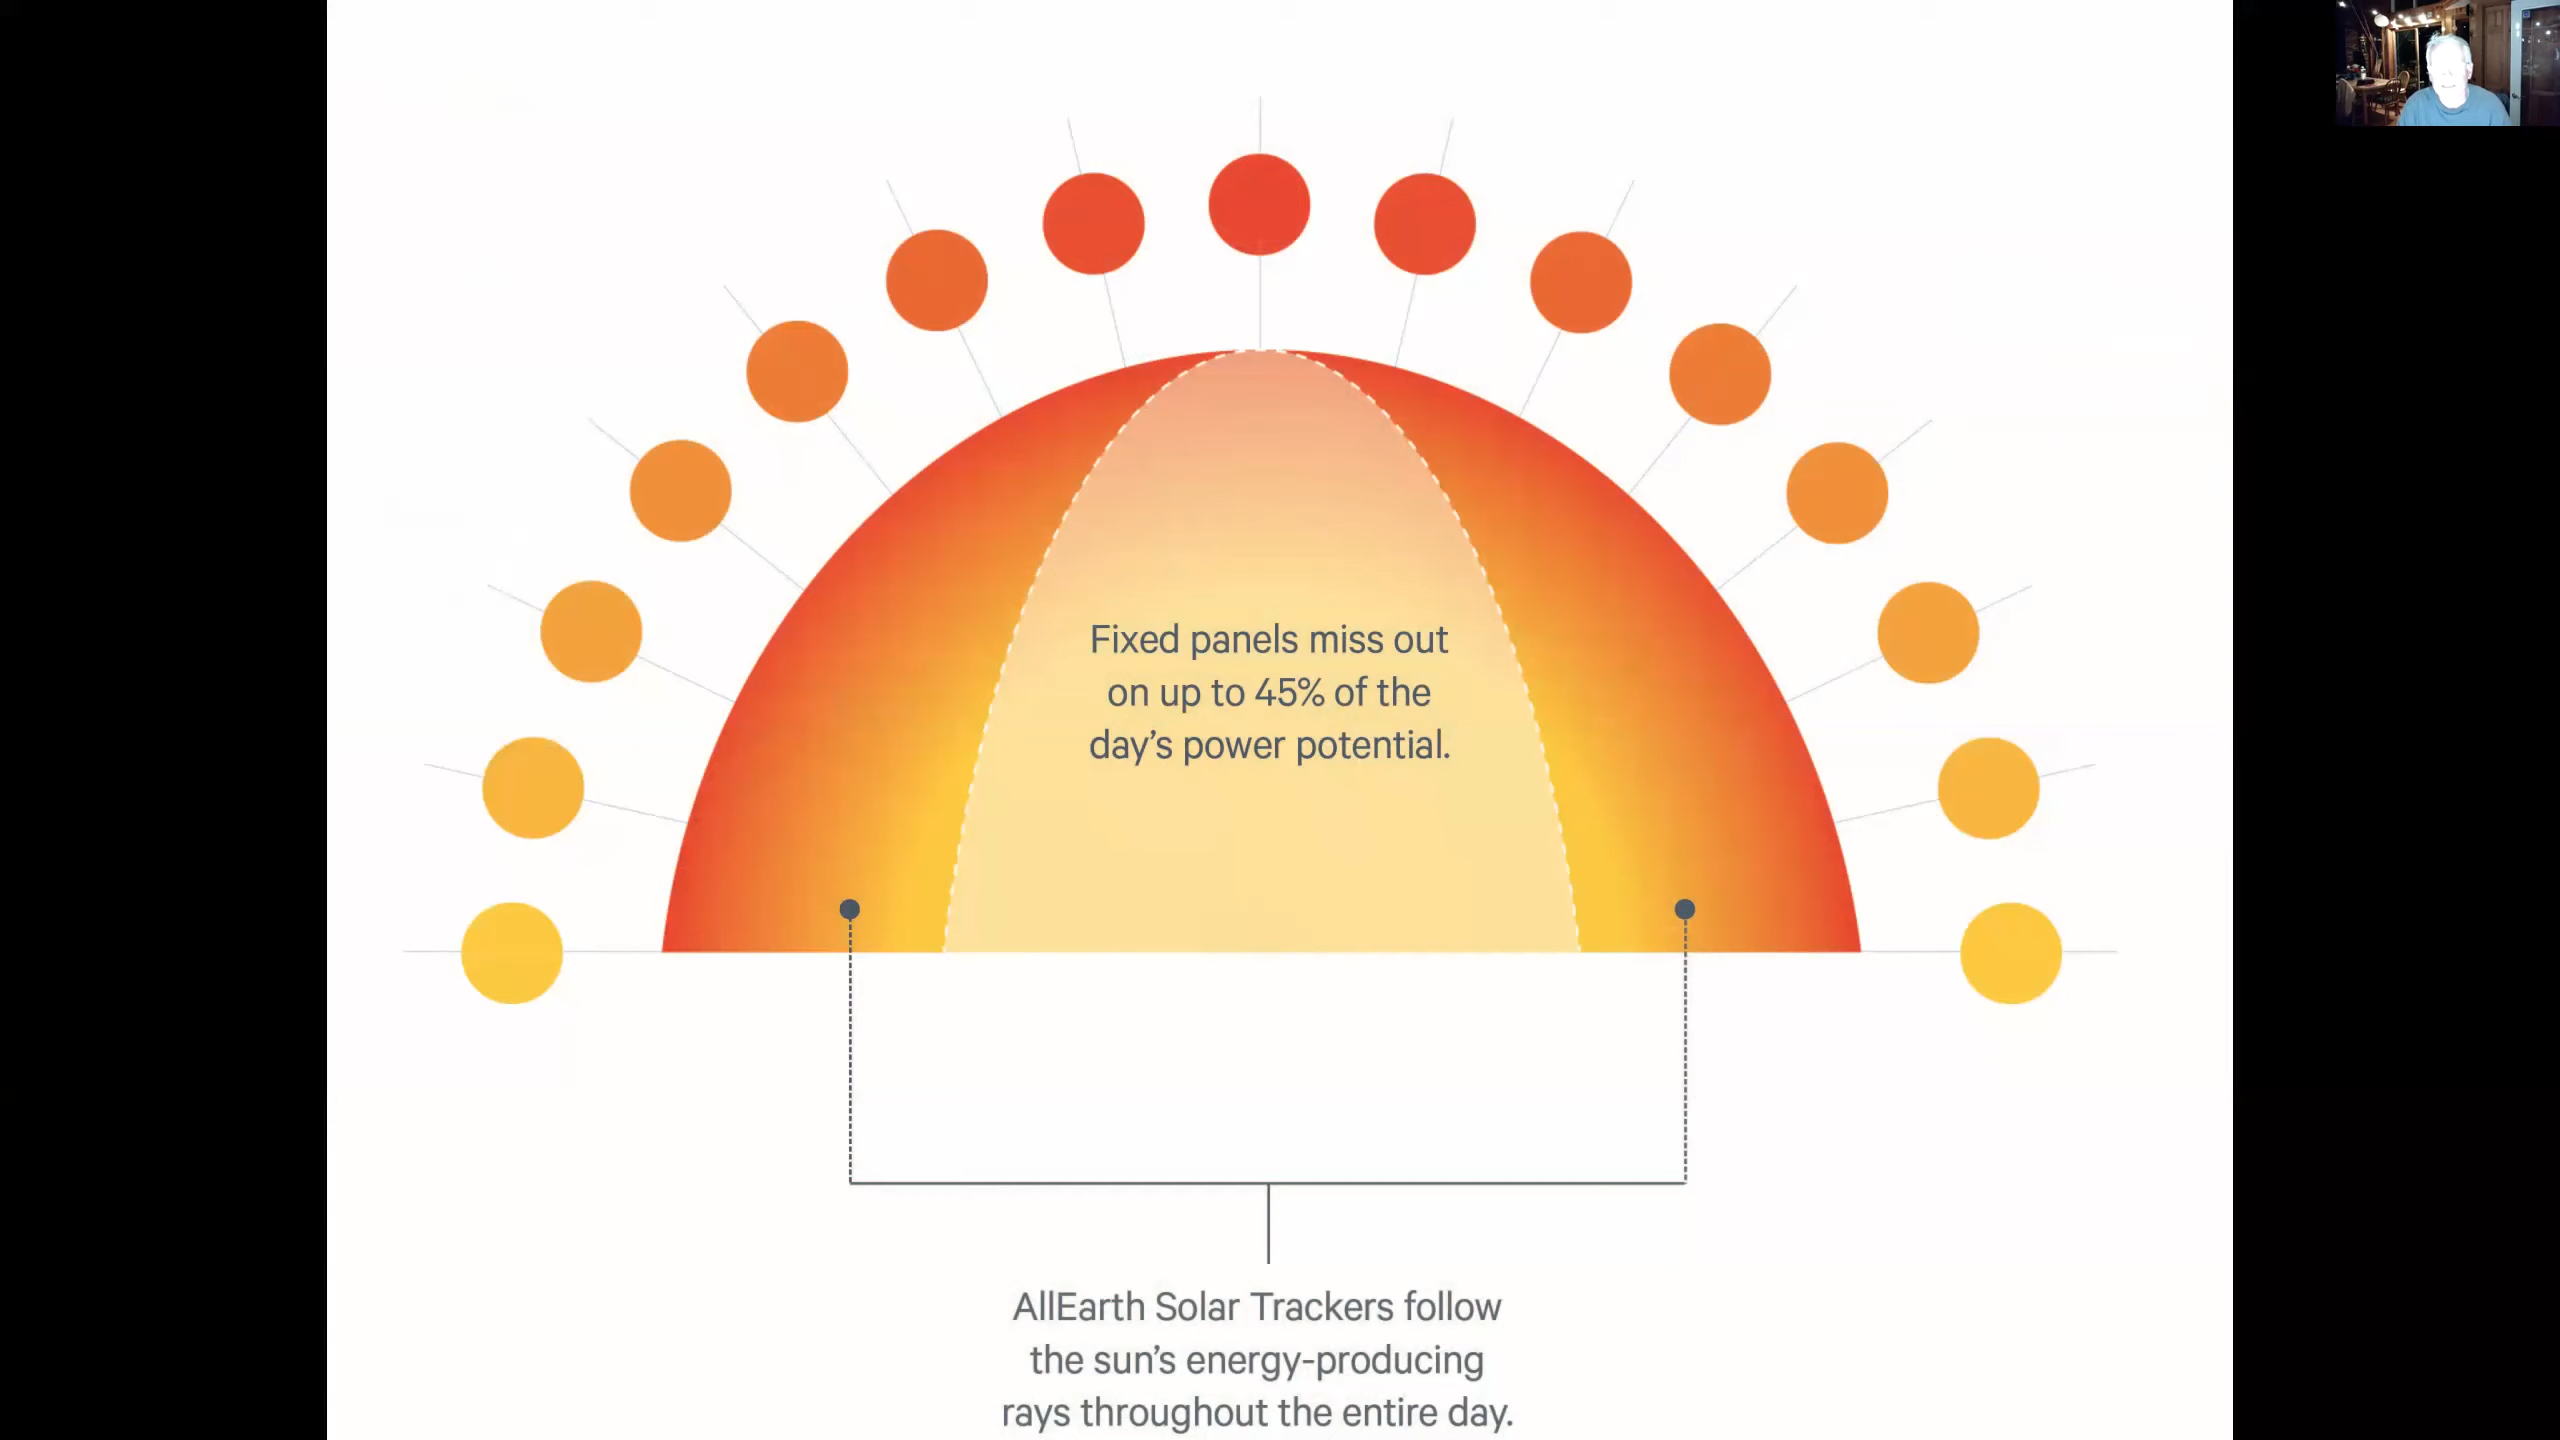 Fixed panels miss out
on up to 45% of the
day’s power potential.
AllEarth Solar Trackers follow
the sun’s energy-producing
rays throughout the entire day.